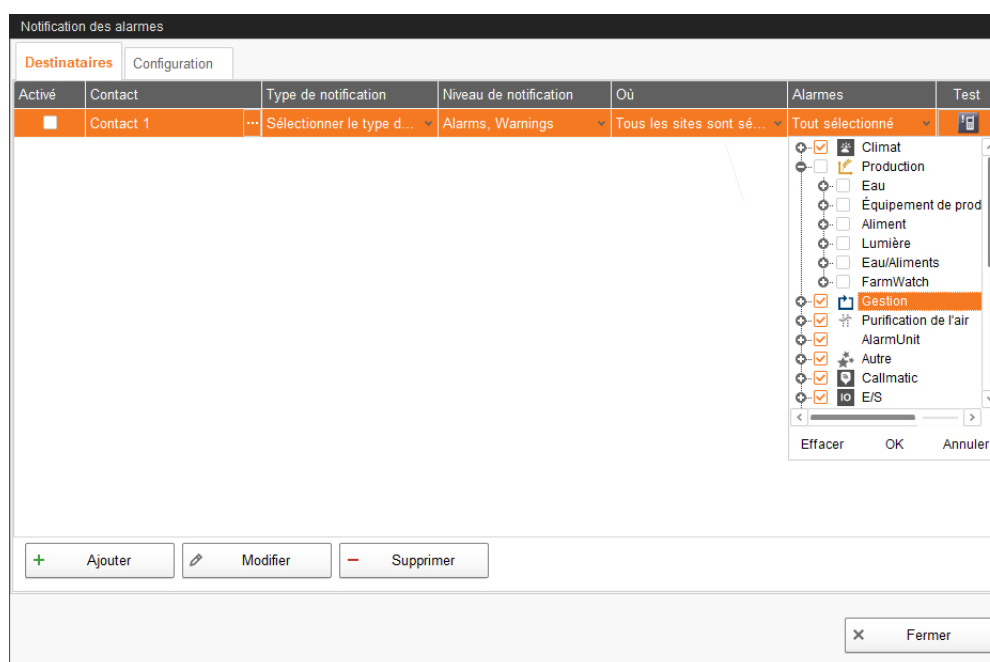 Notification des alarmes
Destinataires Configuration
Activé Contact Type de notification Niveau de notification Où Alarmes Test
Contact 1 ... Sélectionner le type d... Alarms, Warnings Tous les sites sont sé... Tout sélectionné
Climat
Production
Eau
Équipement de prod
Aliment
Lumière
Eau/Aliments
FarmWatch
Gestion
Purification de l'air
AlarmUnit
Autre
Callmatic
IO E/S
Effacer OK Annuler
Ajouter Modifier Supprimer
Fermer